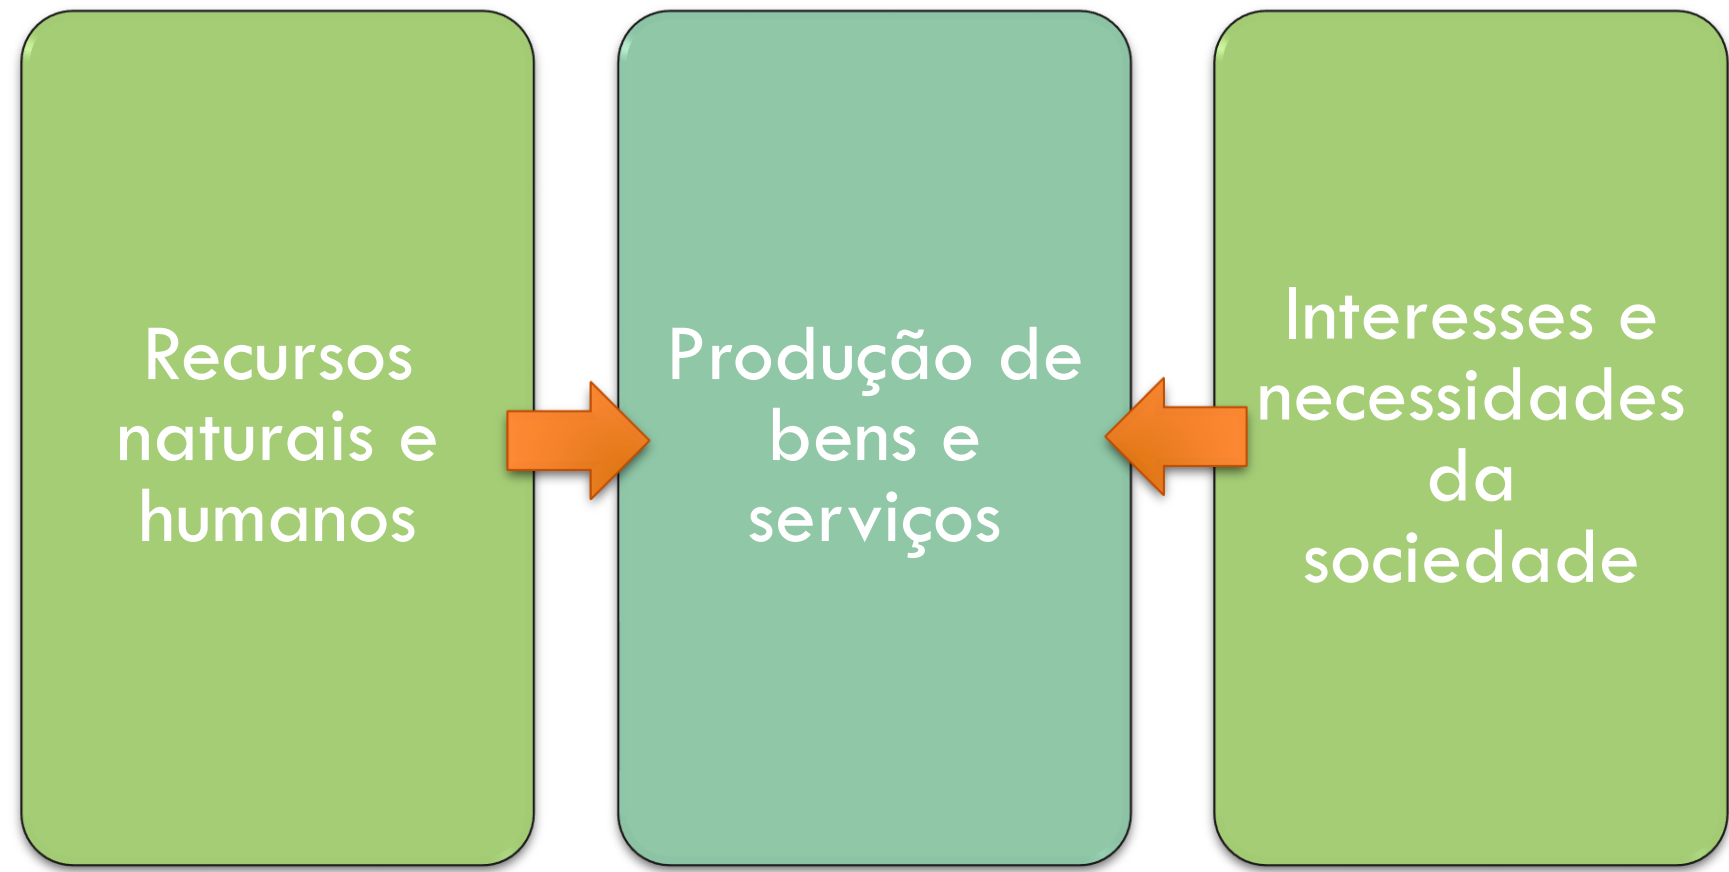 Recursos
naturais e
humanos
Produção de
bens e
serviços
Interesses e
necessidades
da
sociedade